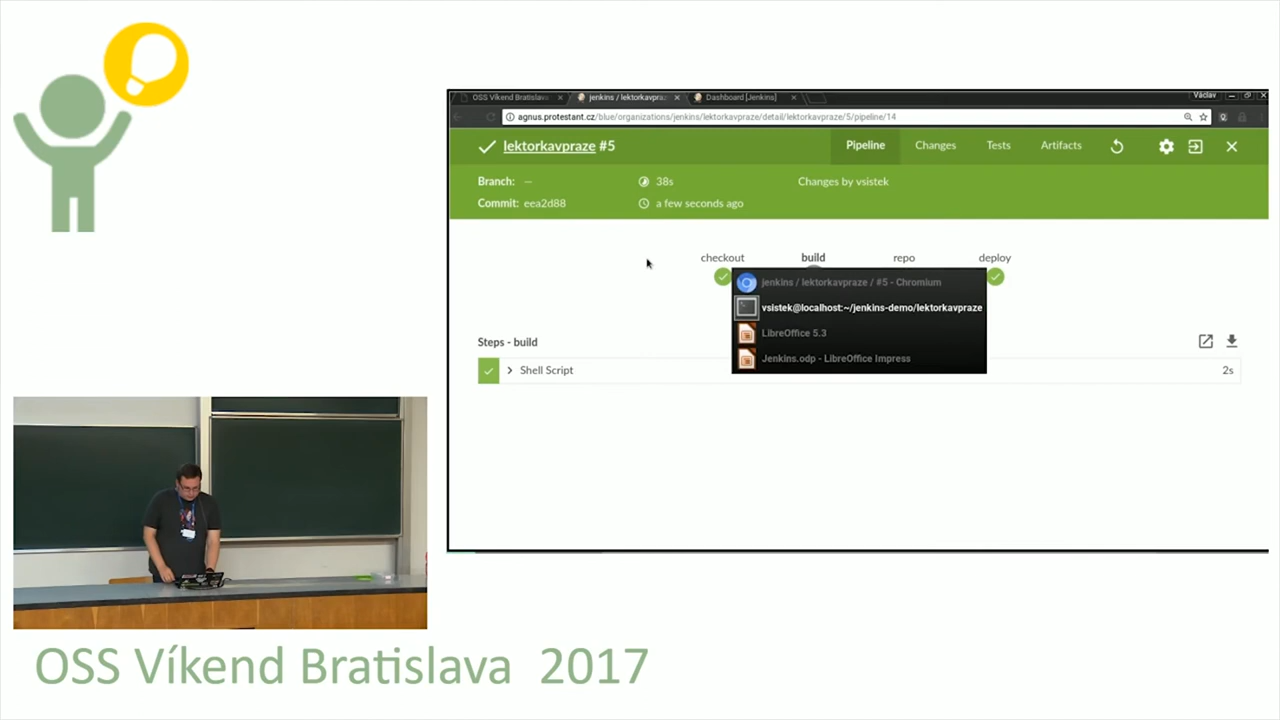 OSS Víkend Bratislava
jenkins / lektorkavpraz
Dashboard [Jenkins]
Václav
agnus.protestant.cz/blue/organizations/jenkins/lektorkavpraze/detail/lektorkavpraze/5/pipeline/14
lektorkavpraze #5
Pipeline
Changes
Tests
Artifacts
Branch: —
38s
Changes by vsistek
Commit: eea2d88
a few seconds ago
checkout
build
repo
deploy
jenkins / lektorkavpraze / #5 - Chromium
vsistek@localhost:~/jenkins-demo/lektorkavpraze
LibreOffice 5.3
Jenkins.odp - LibreOffice Impress
Steps - build
Shell Script
2s
OSS Víkend Bratislava 2017